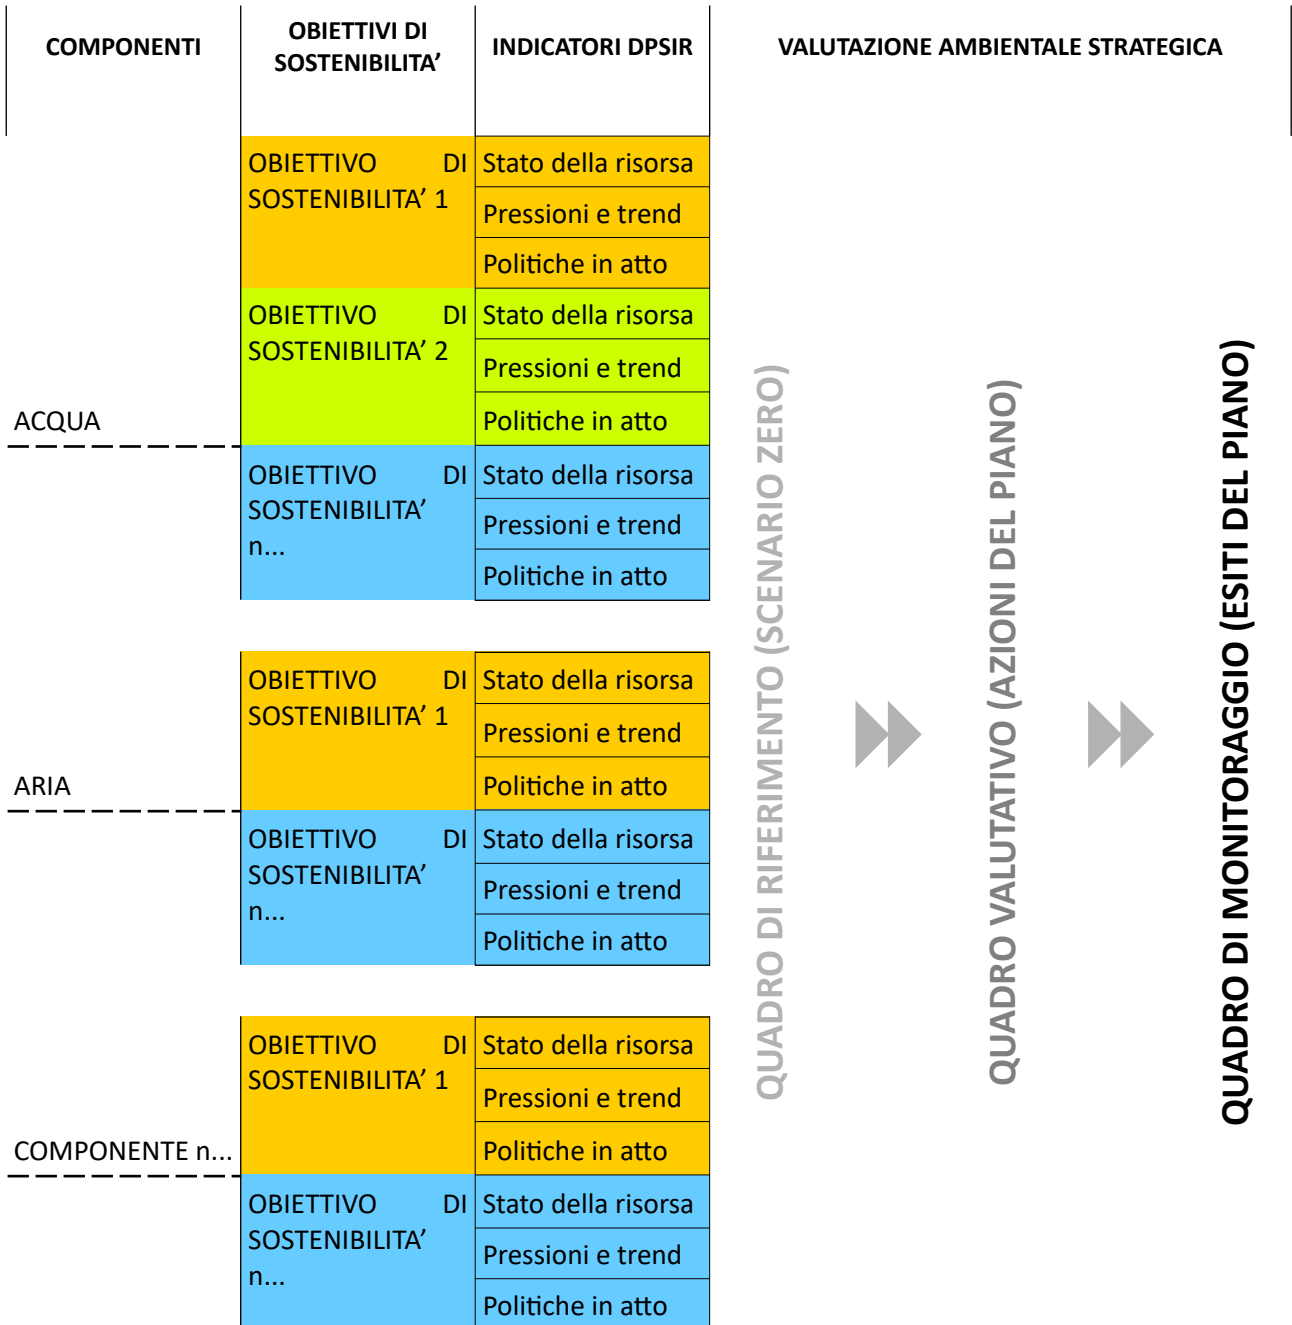 COMPONENTI
OBIETTIVI DI
SOSTENIBILITA’
INDICATORI DPSIR
VALUTAZIONE AMBIENTALE STRATEGICA
ACQUA
OBIETTIVO DI
SOSTENIBILITA’ 1
Stato della risorsa
Pressioni e trend
Politiche in atto
OBIETTIVO DI
SOSTENIBILITA’ 2
Stato della risorsa
Pressioni e trend
Politiche in atto
OBIETTIVO DI
SOSTENIBILITA’
n...
Stato della risorsa
Pressioni e trend
Politiche in atto
ARIA
OBIETTIVO DI
SOSTENIBILITA’ 1
Stato della risorsa
Pressioni e trend
Politiche in atto
OBIETTIVO DI
SOSTENIBILITA’
n...
Stato della risorsa
Pressioni e trend
Politiche in atto
COMPONENTE n...
OBIETTIVO DI
SOSTENIBILITA’ 1
Stato della risorsa
Pressioni e trend
Politiche in atto
OBIETTIVO DI
SOSTENIBILITA’
n...
Stato della risorsa
Pressioni e trend
Politiche in atto
QUADRO DI RIFERIMENTO (SCENARIO ZERO)
QUADRO VALUTATIVO (AZIONI DEL PIANO)
QUADRO DI MONITORAGGIO (ESITI DEL PIANO)